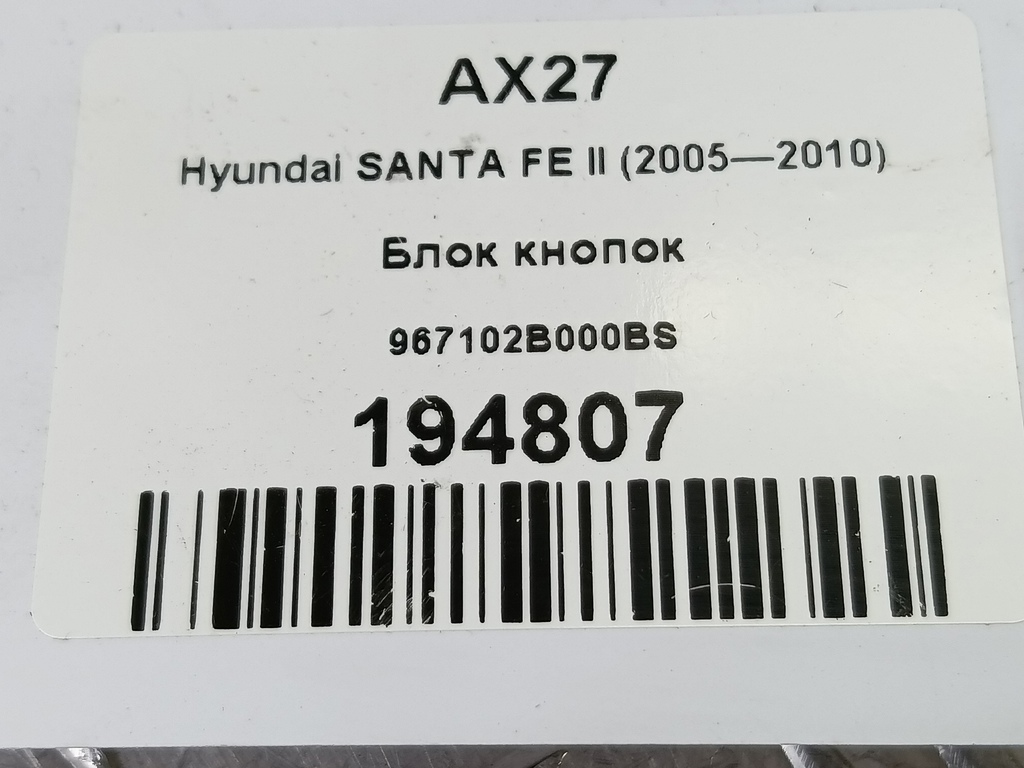 AX27
Hyundai SANTA FE II (2005—2010)
Блок кнопок
967102B000BS
194807